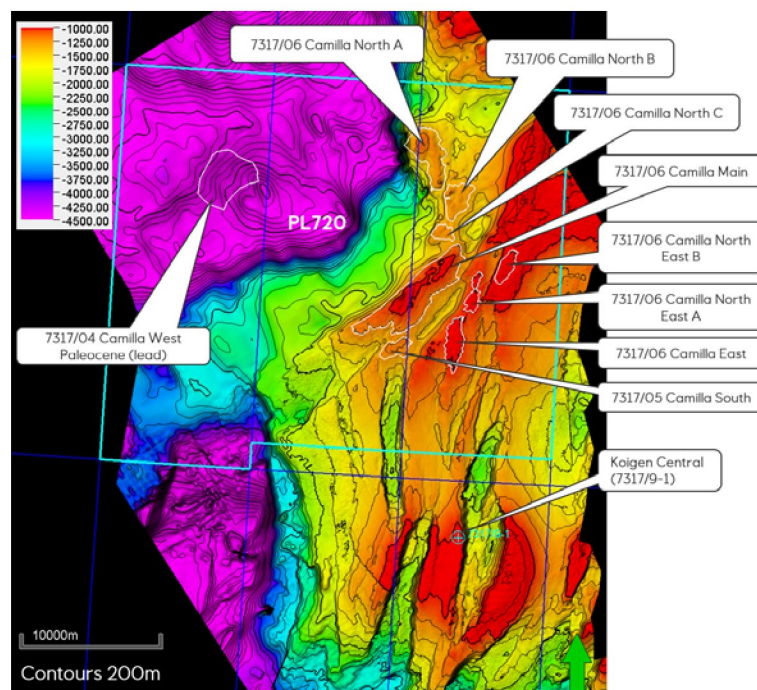 -1000.00
-1250.00
-1500.00
-1750.00
-2000.00
-2250.00
-2500.00
-2750.00
-3000.00
-3250.00
-3500.00
-3750.00
-4000.00
-4250.00
-4500.00
7317/06 Camilla North A
7317/06 Camilla North B
7317/06 Camilla North C
7317/06 Camilla Main
7317/06 Camilla North
East B
7317/06 Camilla North
East A
7317/06 Camilla East
7317/05 Camilla South
PL720
7317/04 Camilla West
Paleocene (lead)
Koigen Central
(7317/9-1)
10000m
Contours 200m